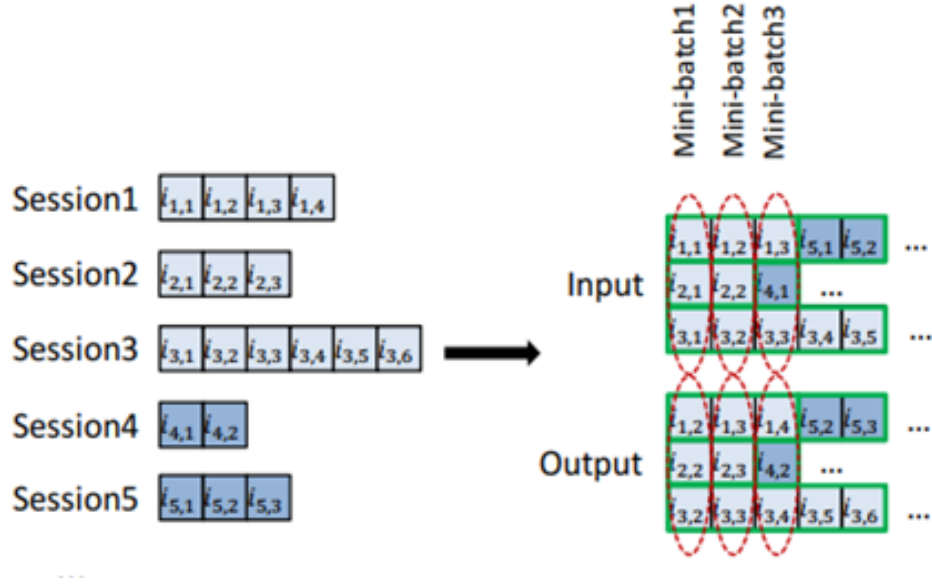 Mini-batch1
Mini-batch2
Mini-batch3
Session1 i1,1 i1,2 i1,3 i1,4
Session2 i2,1 i2,2 i2,3
Session3 i3,1 i3,2 i3,3 i3,4 i3,5 i3,6
Session4 i4,1 i4,2
Session5 i5,1 i5,2 i5,3
...
Input
i1,1 i1,2 i1,3 i5,1 i5,2 ...
i2,1 i2,2 i4,1 ...
i3,1 i3,2 i3,3 i3,4 i3,5 ...
Output
i1,2 i1,3 i1,4 i5,2 i5,3 ...
i2,2 i2,3 i4,2 ...
i3,2 i3,3 i3,4 i3,5 i3,6 ...